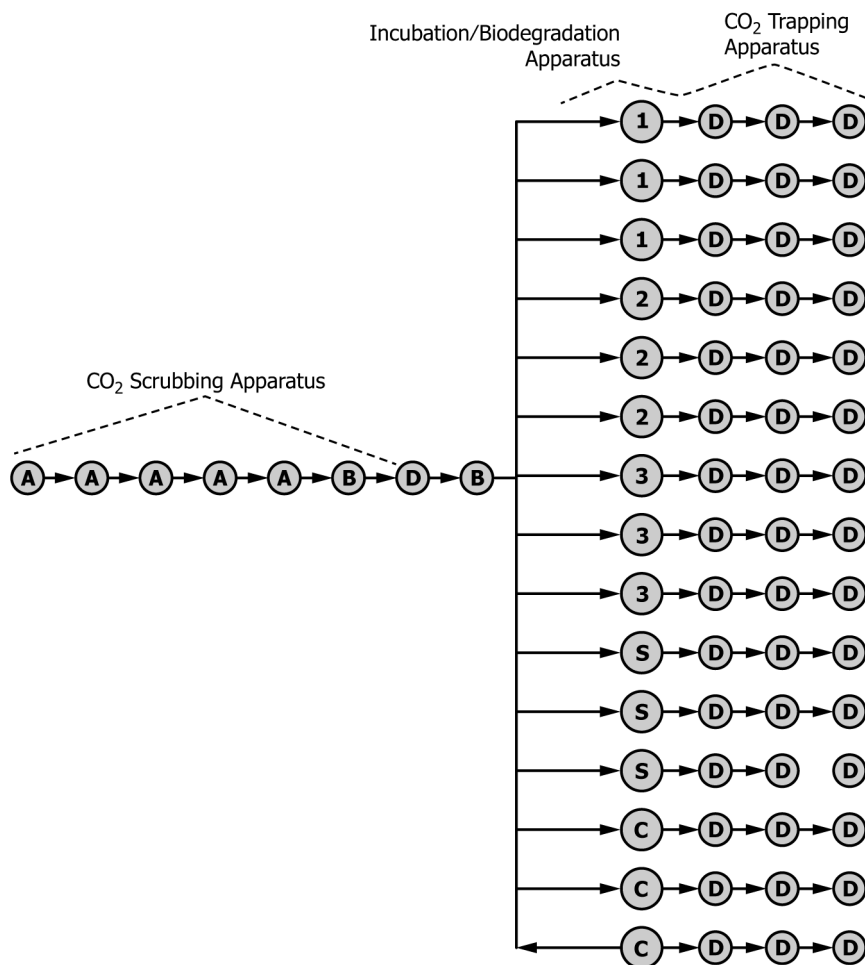 Incubation/Biodegradation
Apparatus
CO₂ Trapping
Apparatus
1 D D D
1 D D D
1 D D D
2 D D D
2 D D D
2 D D D
CO₂ Scrubbing Apparatus
A A A A A B D B
3 D D D
3 D D D
3 D D D
S D D D
S D D D
S D D D
C D D D
C D D D
C D D D